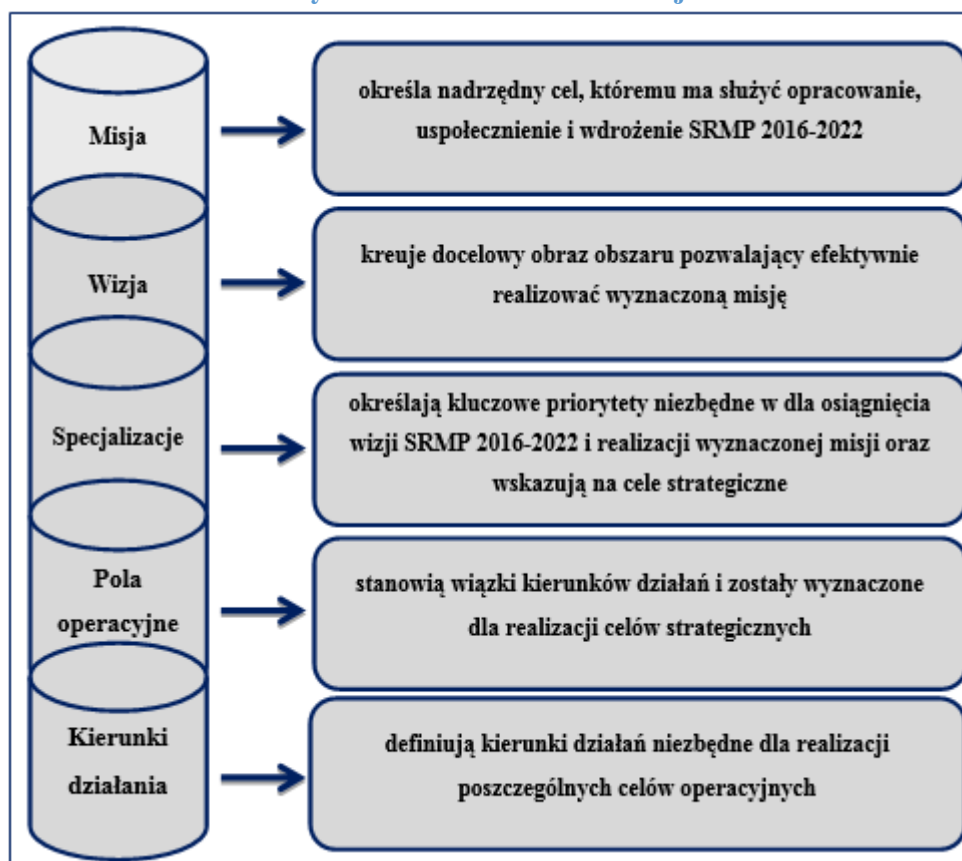 Misja
określa nadrzędny cel, któremu ma służyć opracowanie,
uspołecznienie i wdrożenie SRMP 2016-2022
Wizja
kreuje docelowy obraz obszaru pozwalający efektywnie
realizować wyznaczoną misję
Specjalizacje
określają kluczowe priorytety niezbędne w dla osiągnięcia
wizji SRMP 2016-2022 i realizacji wyznaczonej misji oraz
wskazują na cele strategiczne
Pola
operacyjne
stanowią wiązki kierunków działań i zostały wyznaczone
dla realizacji celów strategicznych
Kierunki
działania
definiują kierunki działań niezbędne dla realizacji
poszczególnych celów operacyjnych